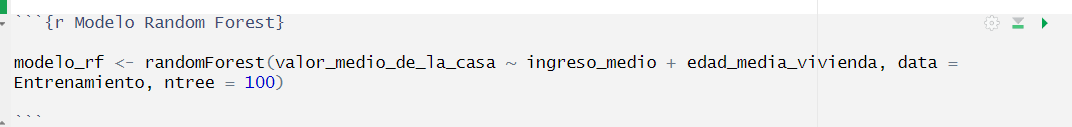 ```{r Modelo Random Forest}
modelo_rf <- randomForest(valor_medio_de_la_casa ~ ingreso_medio + edad_media_vivienda, data =
Entrenamiento, ntree = 100)
```